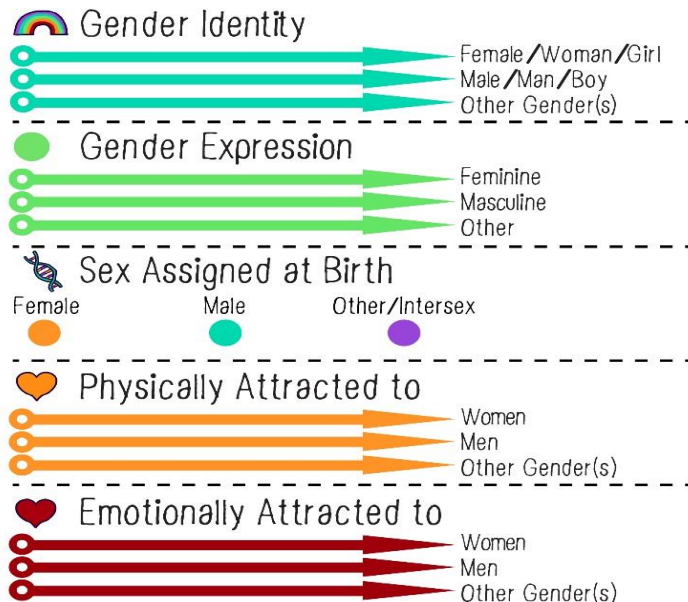 Gender Identity
Female/Woman/Girl
Male/Man/Boy
Other Gender(s)
Gender Expression
Feminine
Masculine
Other
Sex Assigned at Birth
Female Male Other/Intersex
Physically Attracted to
Women
Men
Other Gender(s)
Emotionally Attracted to
Women
Men
Other Gender(s)